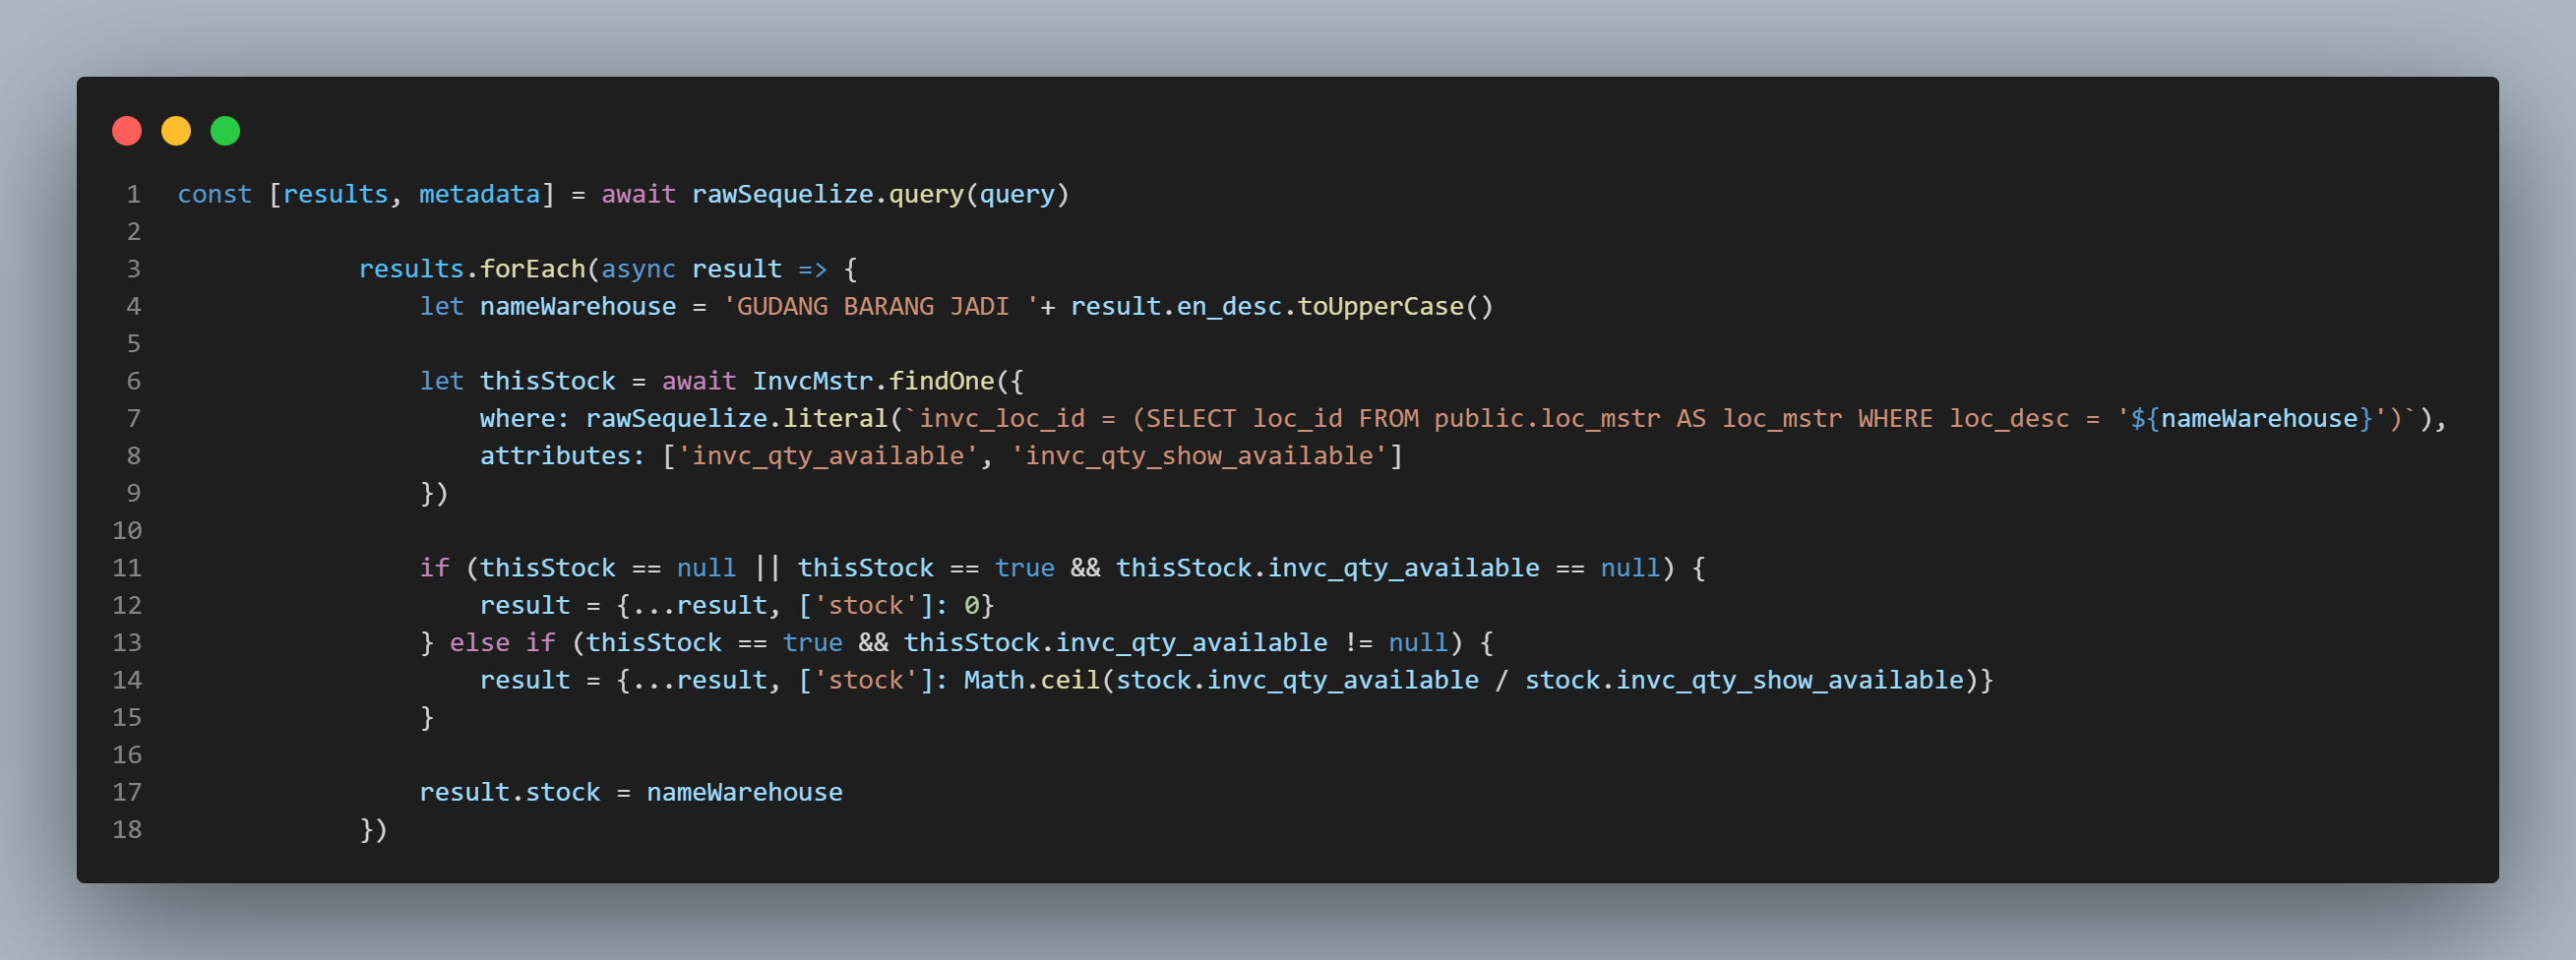 1 const [results, metadata] = await rawSequelize.query(query)
2
3 results.forEach(async result => {
4 let nameWarehouse = 'GUDANG BARANG JADI '+ result.en_desc.toUpperCase()
5
6 let thisStock = await InvcMstr.findOne({
7 where: rawSequelize.literal(`invc_loc_id = (SELECT loc_id FROM public.loc_mstr AS loc_mstr WHERE loc_desc = '${nameWarehouse}')`),
8 attributes: ['invc_qty_available', 'invc_qty_show_available']
9 })
10
11 if (thisStock == null || thisStock == true && thisStock.invc_qty_available == null) {
12 result = {...result, ['stock']: 0}
13 } else if (thisStock == true && thisStock.invc_qty_available != null) {
14 result = {...result, ['stock']: Math.ceil(stock.invc_qty_available / stock.invc_qty_show_available)}
15 }
16
17 result.stock = nameWarehouse
18 })